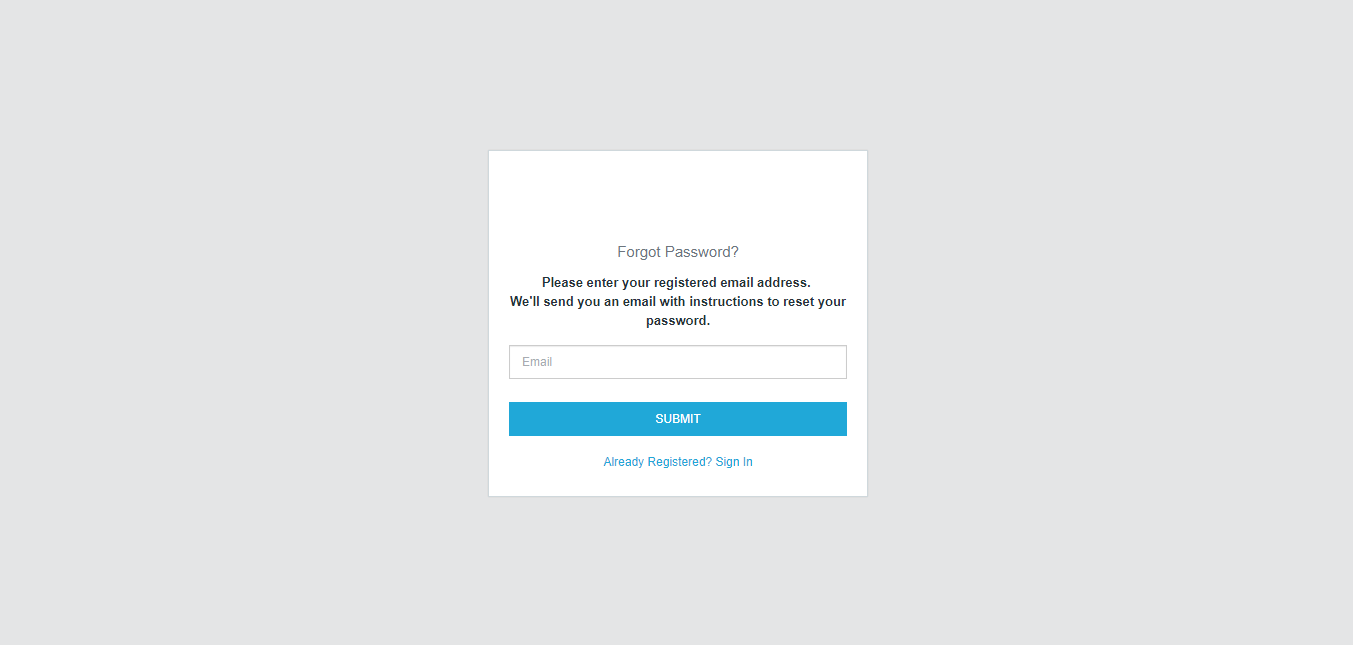 Forgot Password?
Please enter your registered email address.
We'll send you an email with instructions to reset your
password.
Email
SUBMIT
Already Registered? Sign In